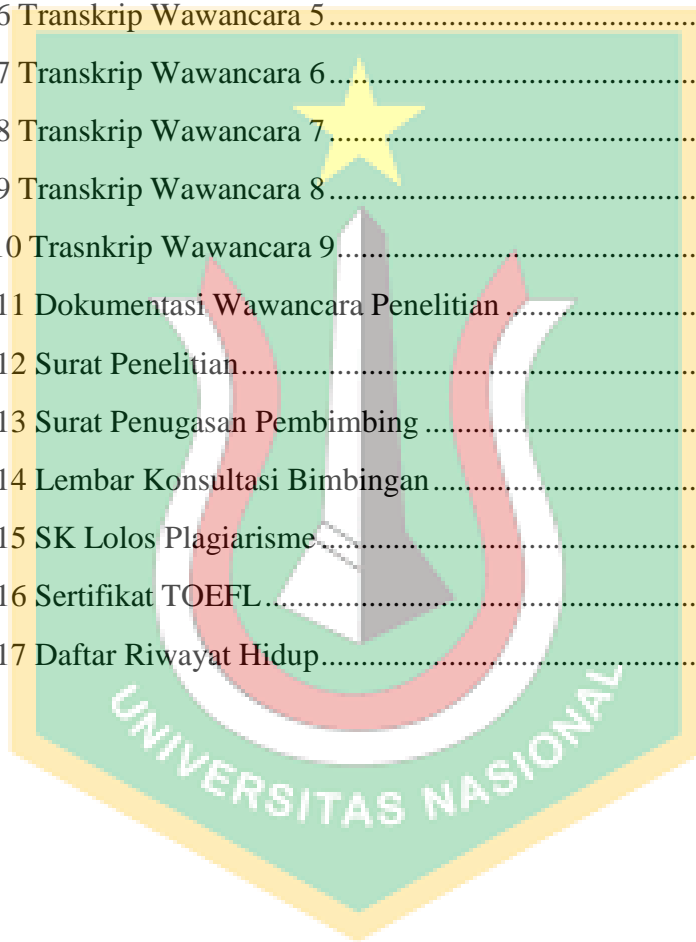 6 Transkrip Wawancara 5........................................................
7 Transkrip Wawancara 6........................................................
8 Transkrip Wawancara 7........................................................
9 Transkrip Wawancara 8........................................................
10 Trasnkrip Wawancara 9......................................................
11 Dokumentasi Wawancara Penelitian ............................
12 Surat Penelitian....................................................................
13 Surat Penugasan Pembimbing ........................................
14 Lembar Konsultasi Bimbingan........................................
15 SK Lolos Plagiarisme.........................................................
16 Sertifikat TOEFL................................................................
17 Daftar Riwayat Hidup........................................................
UNIVERSITAS NASIONAL